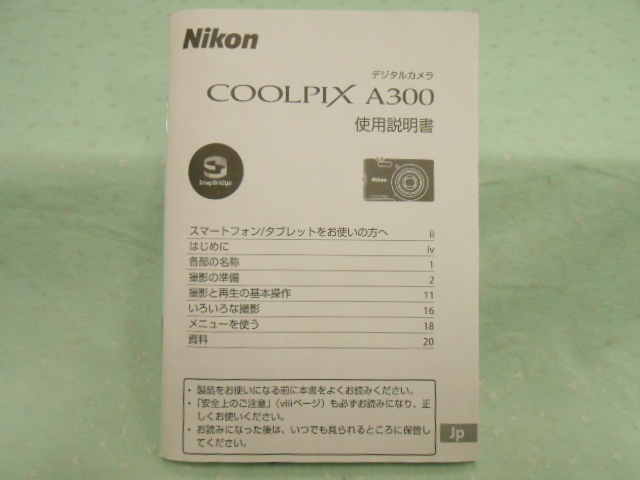 Nikon
デジタルカメラ
COOLPIX A300
使用説明書
SnapBridge
Nikon
スマートフォン/タブレットをお使いの方へ ii
はじめに iv
各部の名称 1
撮影の準備 2
撮影と再生の基本操作 11
いろいろな撮影 16
メニューを使う 18
資料 20
• 製品をお使いになる前に本書をよくお読みください。
• 「安全上のご注意」（viiiページ）も必ずお読みになり、正
しくお使いください。
• お読みになった後は、いつでも見られるところに保管し
てください。
Jp